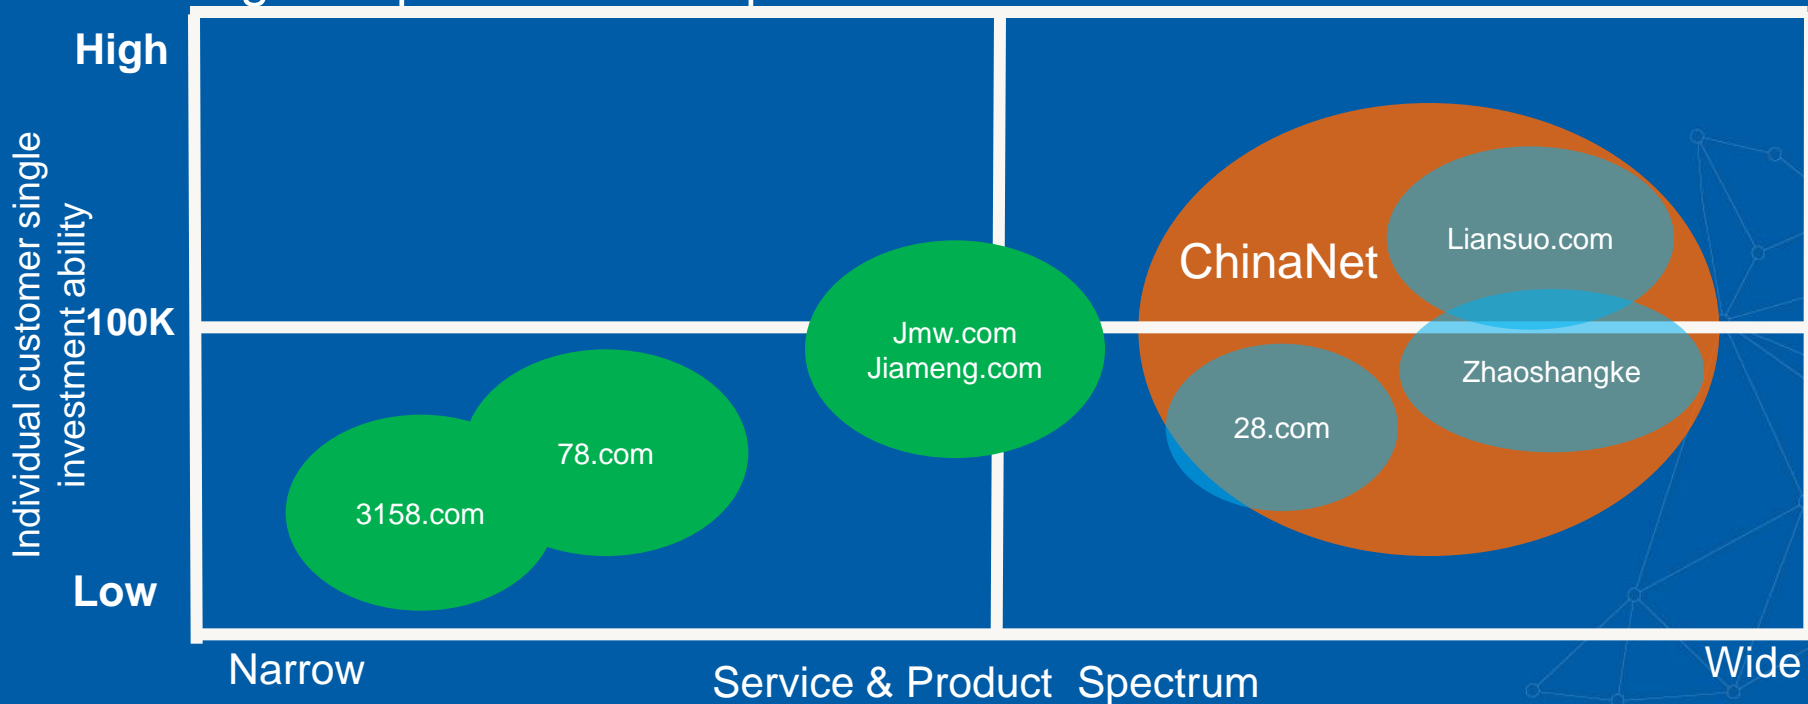 High
Individual customer single
investment ability
100K
Low
ChinaNet
Liansuo.com
Jmw.com
Jiameng.com
Zhaoshangke
28.com
78.com
3158.com
Narrow
Service & Product Spectrum
Wide